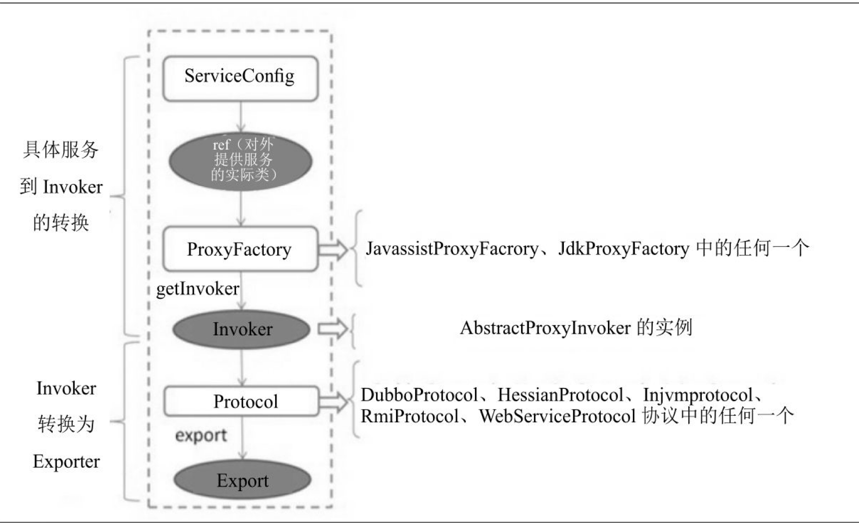 ServiceConfig
ref（对外
提供服务
的实际类）
具体服务
到 Invoker
的转换
ProxyFactory
JavassistProxyFacrory、JdkProxyFactory 中的任何一个
getInvoker
Invoker
AbstractProxyInvoker 的实例
Invoker
转换为
Exporter
Protocol
DubboProtocol、HessianProtocol、Injvmprotocol、
RmiProtocol、WebServiceProtocol 协议中的任何一个
export
Export